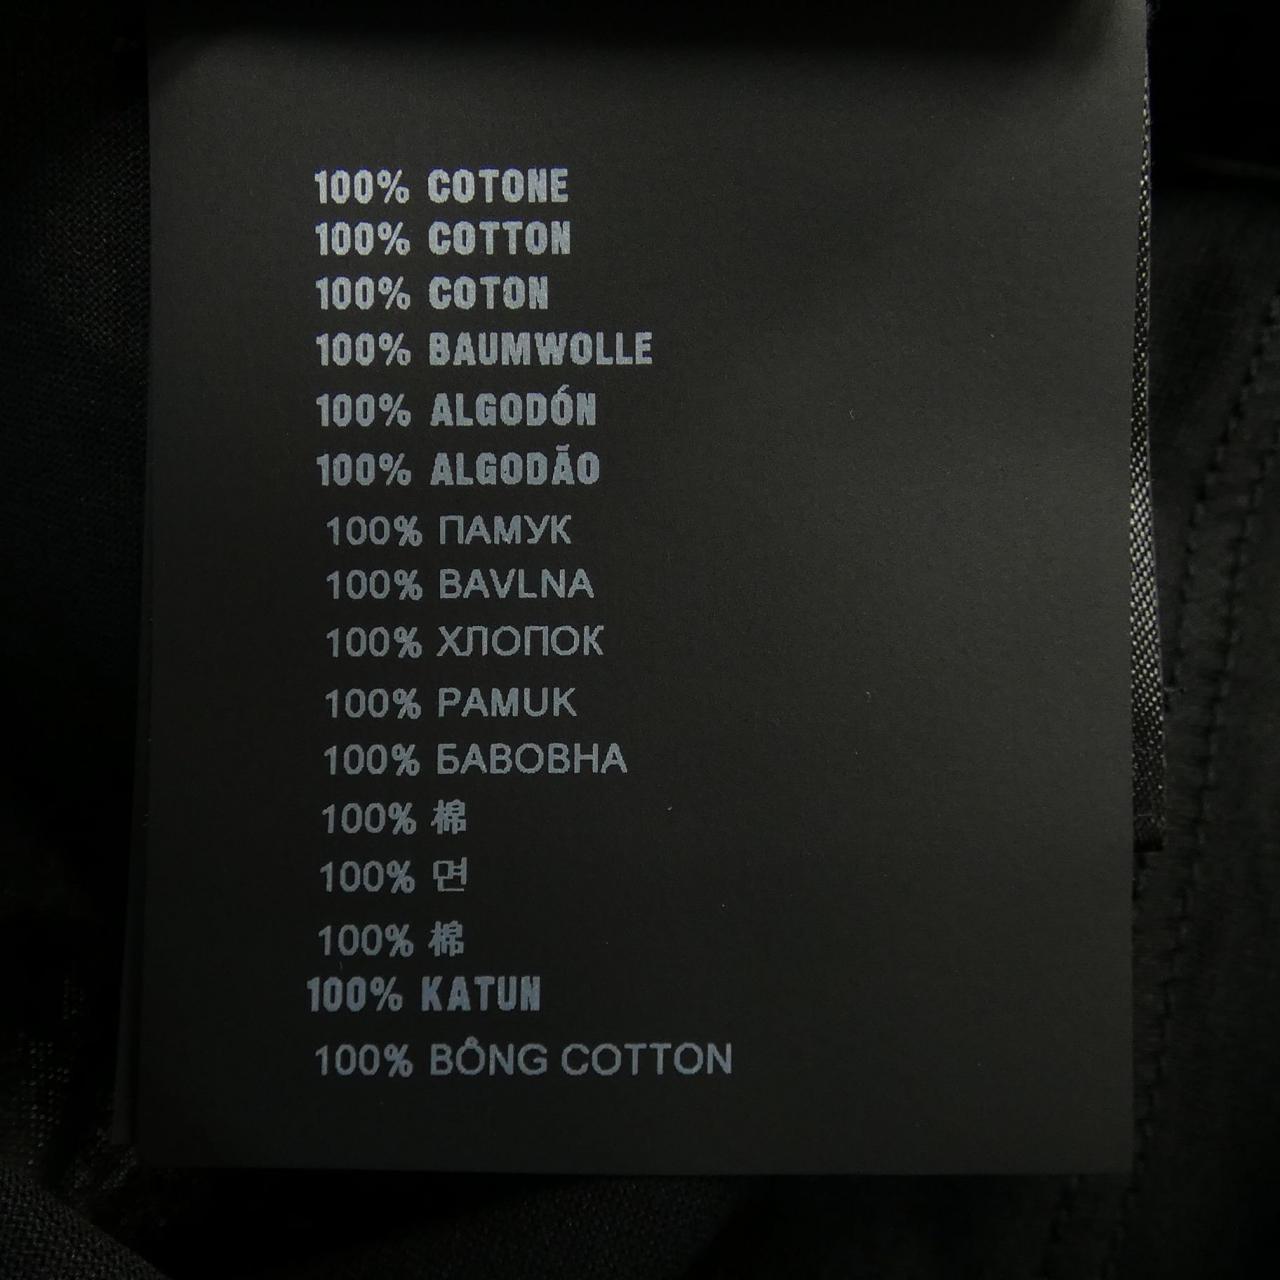 100% COTONE
100% COTTON
100% COTON
100% BAUMWOLLE
100% ALGODÓN
100% ALGODÃO
100% ПАМУК
100% BAVLNA
100% ХЛОПОК
100% PAMUK
100% БАВОВНА
100% 棉
100% 면
100% 棉
100% KATUN
100% BÔNG COTTON